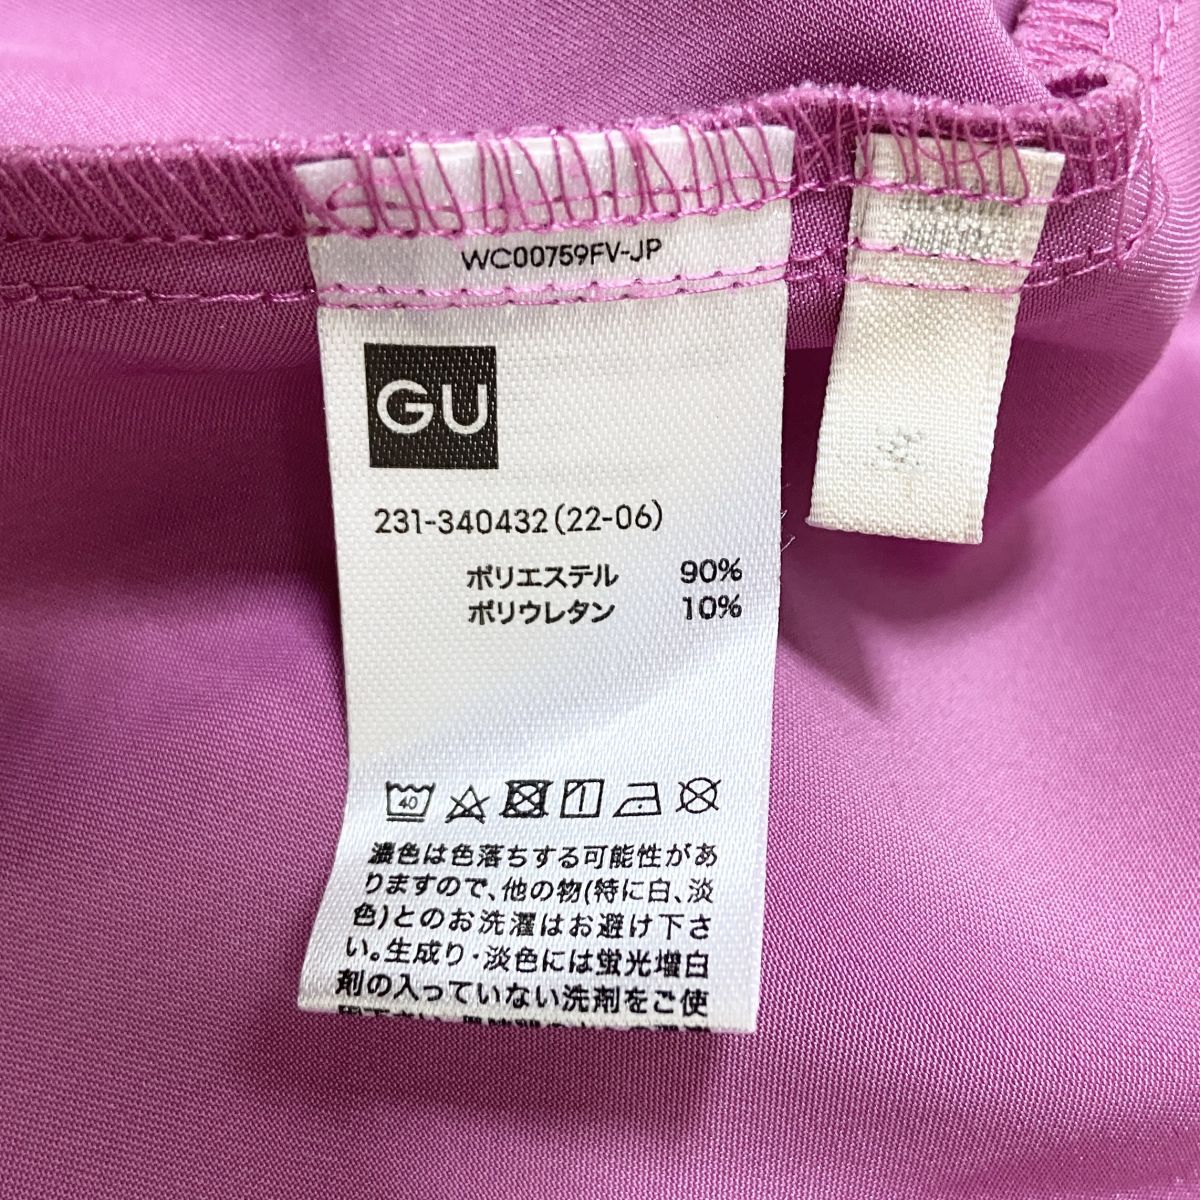 WC00759FV-JP
GU
231-340432(22-06)
ポリエステル 90%
ポリウレタン 10%
40
濃色は色落ちする可能性があ
りますので、他の物(特に白、淡
色)とのお洗濯はお避け下さ
い。生成り・淡色には蛍光増白
剤の入っていない洗剤をご使